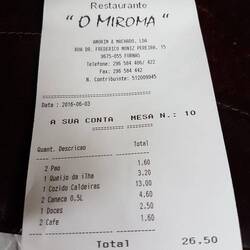 Restaurante
" O MIROMA "
AMORIM & MACHADO, LDA
RUA DR. FREDERICO MONIZ PEREIRA, 15
9675-055 FURNAS
Telefone: 296 584 406/ 422
Fax: 296 584 442
N. Contribuinte: 512009945
Data : 2016-06-03
A SUA CONTA MESA N.: 10
Quant. Descricao Total
2 Pao 1.60
1 Queijo da ilha 3.20
1 Cozido Caldeiras 13.00
2 Caneca 0.5L 4.60
1 Doces 2.50
2 Cafe 1.60
Total 26.50